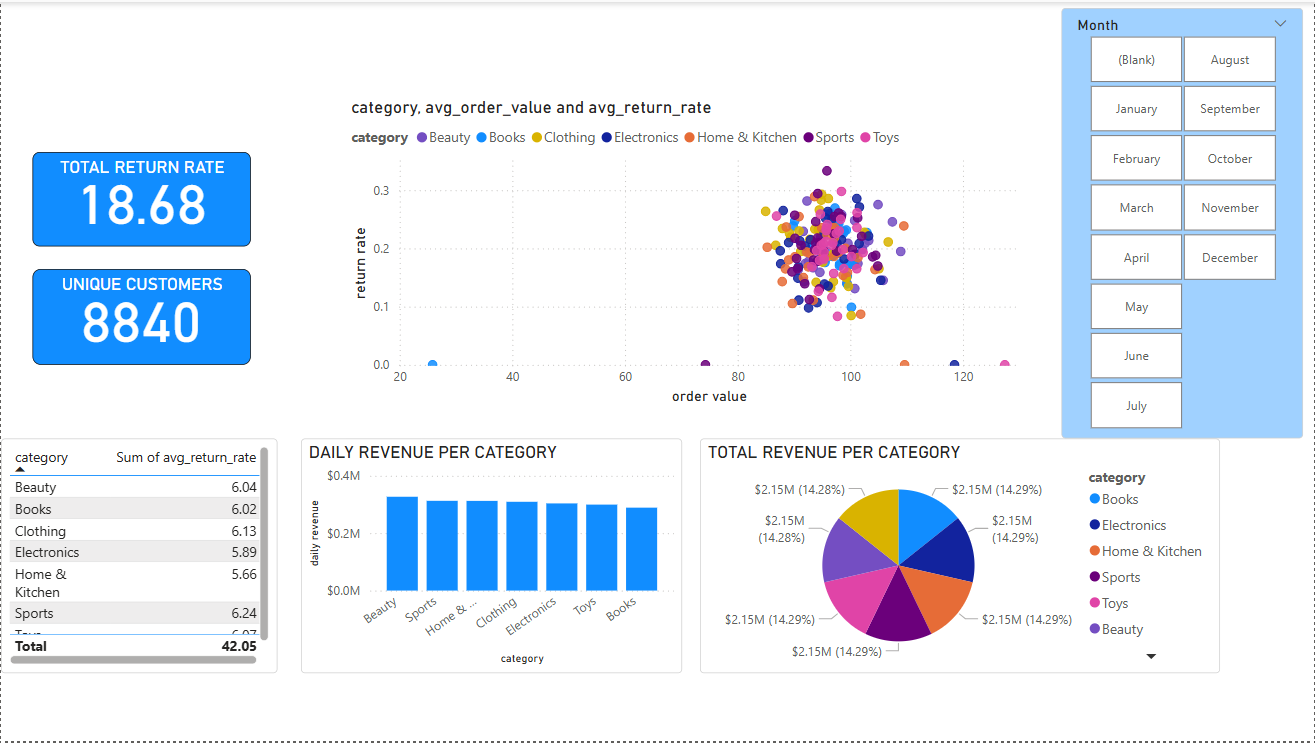 Month
(Blank)
August
January
September
February
October
March
November
April
December
May
June
July
category, avg_order_value and avg_return_rate
category Beauty Books Clothing Electronics Home & Kitchen Sports Toys
TOTAL RETURN RATE
18.68
UNIQUE CUSTOMERS
8840
return rate
0.3
0.2
0.1
0.0
20 40 60 80 100 120
order value
category Sum of avg_return_rate
Beauty 6.04
Books 6.02
Clothing 6.13
Electronics 5.89
Home &
Kitchen 5.66
Sports 6.24
Total 42.05
DAILY REVENUE PER CATEGORY
daily revenue
$0.4M
$0.2M
$0.0M
Beauty Sports Home & ... Clothing Electronics Toys Books
category
TOTAL REVENUE PER CATEGORY
$2.15M (14.28%)
$2.15M (14.29%)
$2.15M
(14.28%)
$2.15M
(14.29%)
$2.15M (14.29%)
$2.15M (14.29%)
$2.15M (14.29%)
category
Books
Electronics
Home & Kitchen
Sports
Toys
Beauty